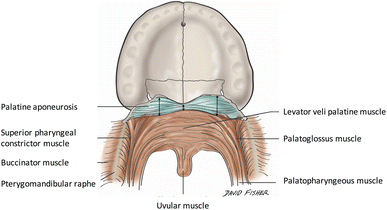 Palatine aponeurosis
Superior pharyngeal
constrictor muscle
Buccinator muscle
Pterygomandibular raphe
Levator veli palatine muscle
Palatoglossus muscle
Palatopharyngeous muscle
DAVID FISHER
Uvular muscle